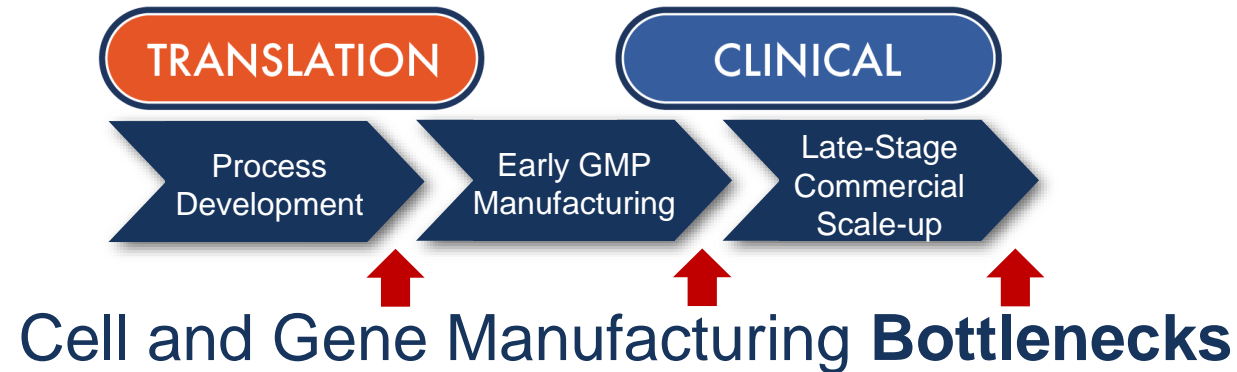 TRANSLATION
CLINICAL
Process
Development
Early GMP
Manufacturing
Late-Stage
Commercial
Scale-up
Cell and Gene Manufacturing Bottlenecks